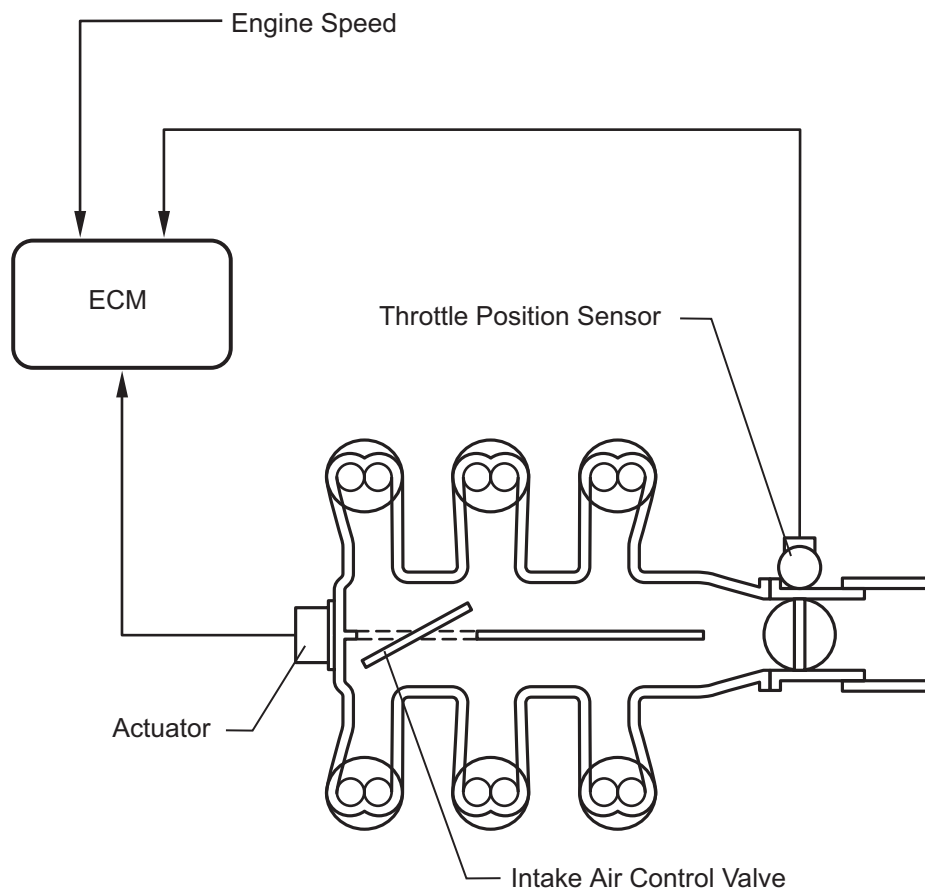 Engine Speed
ECM
Throttle Position Sensor
Actuator
Intake Air Control Valve